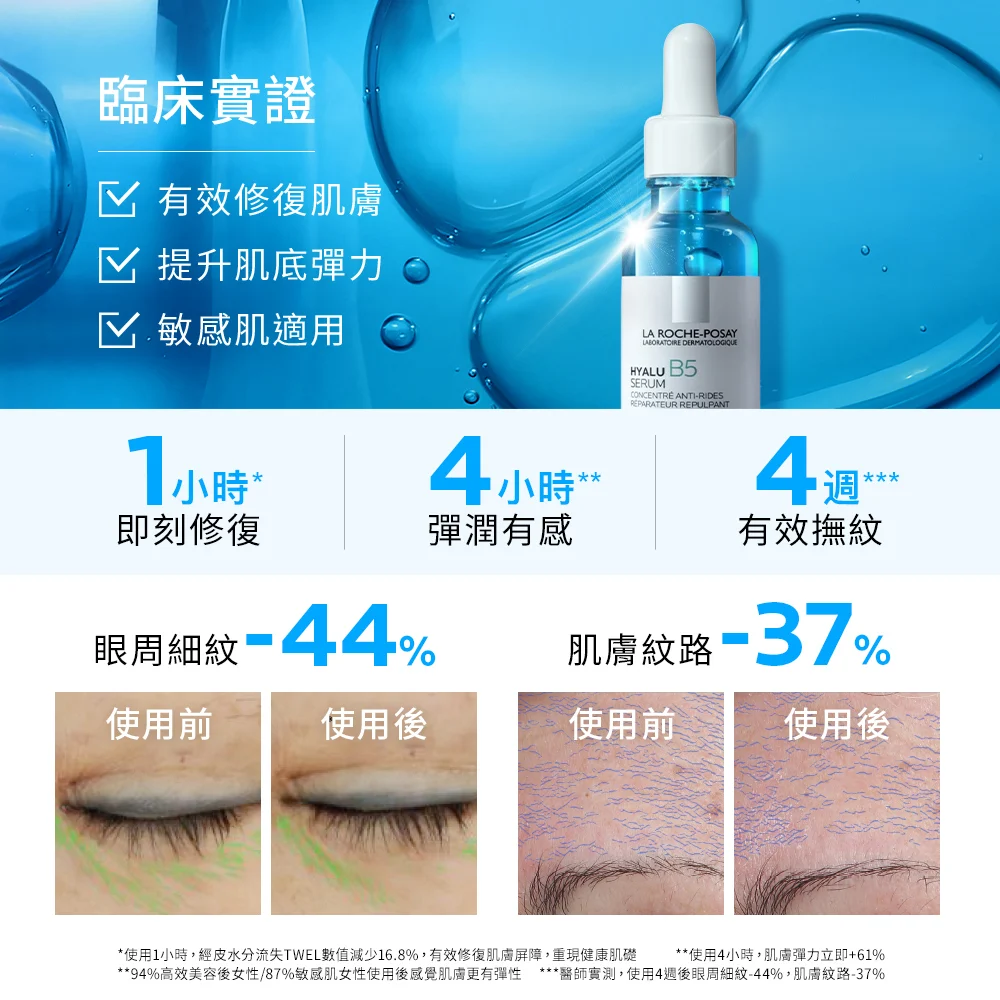 臨床實證
有效修復肌膚
提升肌底彈力
敏感肌適用
LA ROCHE-POSAY
LABORATOIRE DERMATOLOGIQUE
HYALU B5
SERUM
CONCENTRÉ ANTI-RIDES
RÉPARATEUR REPULPANT
1小時*
即刻修復
4小時**
彈潤有感
4週***
有效撫紋
眼周細紋-44%
肌膚紋路-37%
使用前
使用後
使用前
使用後
*使用1小時,經皮水分流失TWEL數值減少16.8%,有效修復肌膚屏障,重現健康肌礎 **使用4小時,肌膚彈力立即+61%
**94%高效美容後女性/87%敏感肌女性使用後感覺肌膚更有彈性 ***醫師實測,使用4週後眼周細紋-44%,肌膚紋路-37%